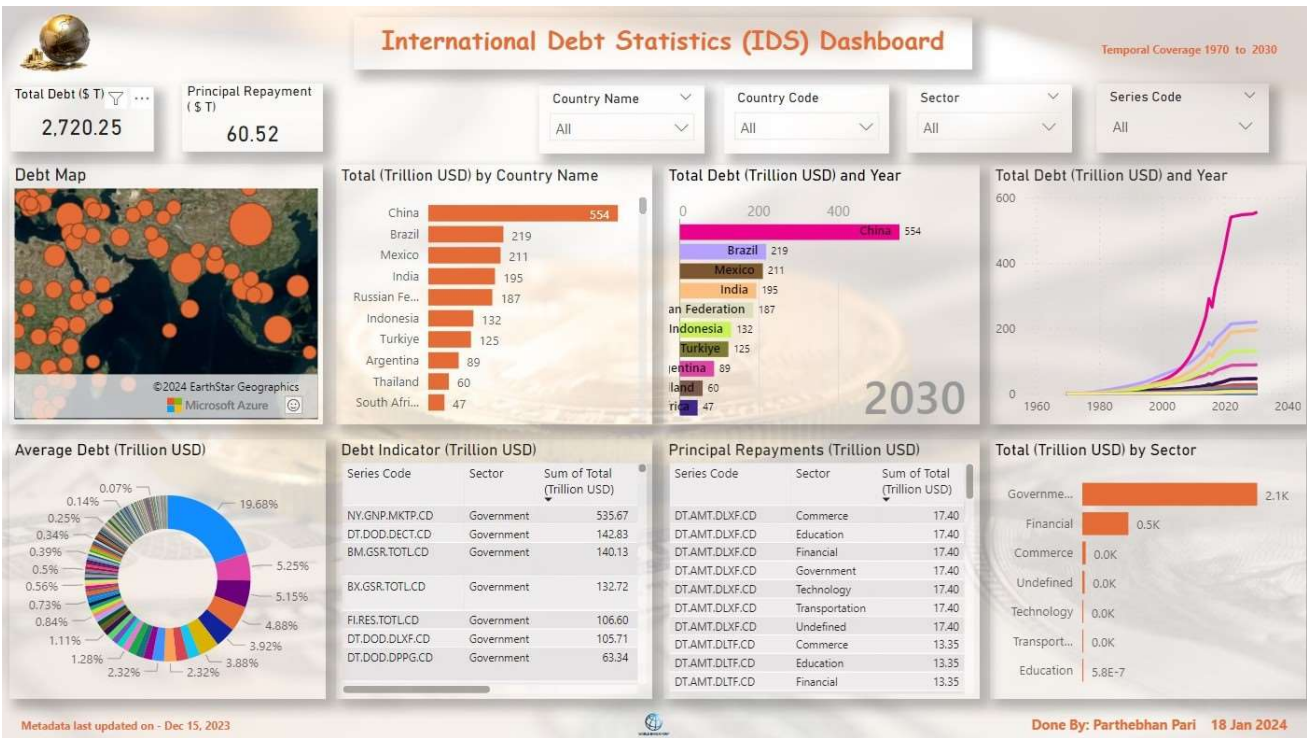 International Debt Statistics (IDS) Dashboard
Temporal Coverage 1970 to 2030
Total Debt ($ T)
2,720.25
Principal Repayment
( $ T)
60.52
Country Name
All
Country Code
All
Sector
All
Series Code
All
Debt Map
©2024 EarthStar Geographics
Microsoft Azure
Total (Trillion USD) by Country Name
China 554
Brazil 219
Mexico 211
India 195
Russian Fe... 187
Indonesia 132
Turkiye 125
Argentina 89
Thailand 60
South Afri... 47
Total Debt (Trillion USD) and Year
0 200 400
China 554
Brazil 219
Mexico 211
India 195
an Federation 187
Indonesia 132
Turkiye 125
entina 89
land 60
rica 47
2030
Total Debt (Trillion USD) and Year
600
400
200
0
1960 1980 2000 2020 2040
Average Debt (Trillion USD)
0.07%
0.14%
0.25%
0.34%
0.39%
0.5%
0.56%
0.73%
0.84%
1.11%
1.28%
2.32%
2.32%
3.88%
3.92%
4.88%
5.15%
5.25%
19.68%
Debt Indicator (Trillion USD)
Series Code Sector Sum of Total
(Trillion USD)
NY.GNP.MKTP.CD Government 535.67
DT.DOD.DECT.CD Government 142.83
BM.GSR.TOTL.CD Government 140.13
BX.GSR.TOTL.CD Government 132.72
FI.RES.TOTL.CD Government 106.60
DT.DOD.DLXF.CD Government 105.71
DT.DOD.DPPG.CD Government 63.34
Principal Repayments (Trillion USD)
Series Code Sector Sum of Total
(Trillion USD)
DT.AMT.DLXF.CD Commerce 17.40
DT.AMT.DLXF.CD Education 17.40
DT.AMT.DLXF.CD Financial 17.40
DT.AMT.DLXF.CD Government 17.40
DT.AMT.DLXF.CD Technology 17.40
DT.AMT.DLXF.CD Transportation 17.40
DT.AMT.DLXF.CD Undefined 17.40
DT.AMT.DLTF.CD Commerce 13.35
DT.AMT.DLTF.CD Education 13.35
DT.AMT.DLTF.CD Financial 13.35
Total (Trillion USD) by Sector
Governme... 2.1K
Financial 0.5K
Commerce 0.0K
Undefined 0.0K
Technology 0.0K
Transport... 0.0K
Education 5.8E-7
Metadata last updated on - Dec 15, 2023
Done By: Parthebhan Pari 18 Jan 2024